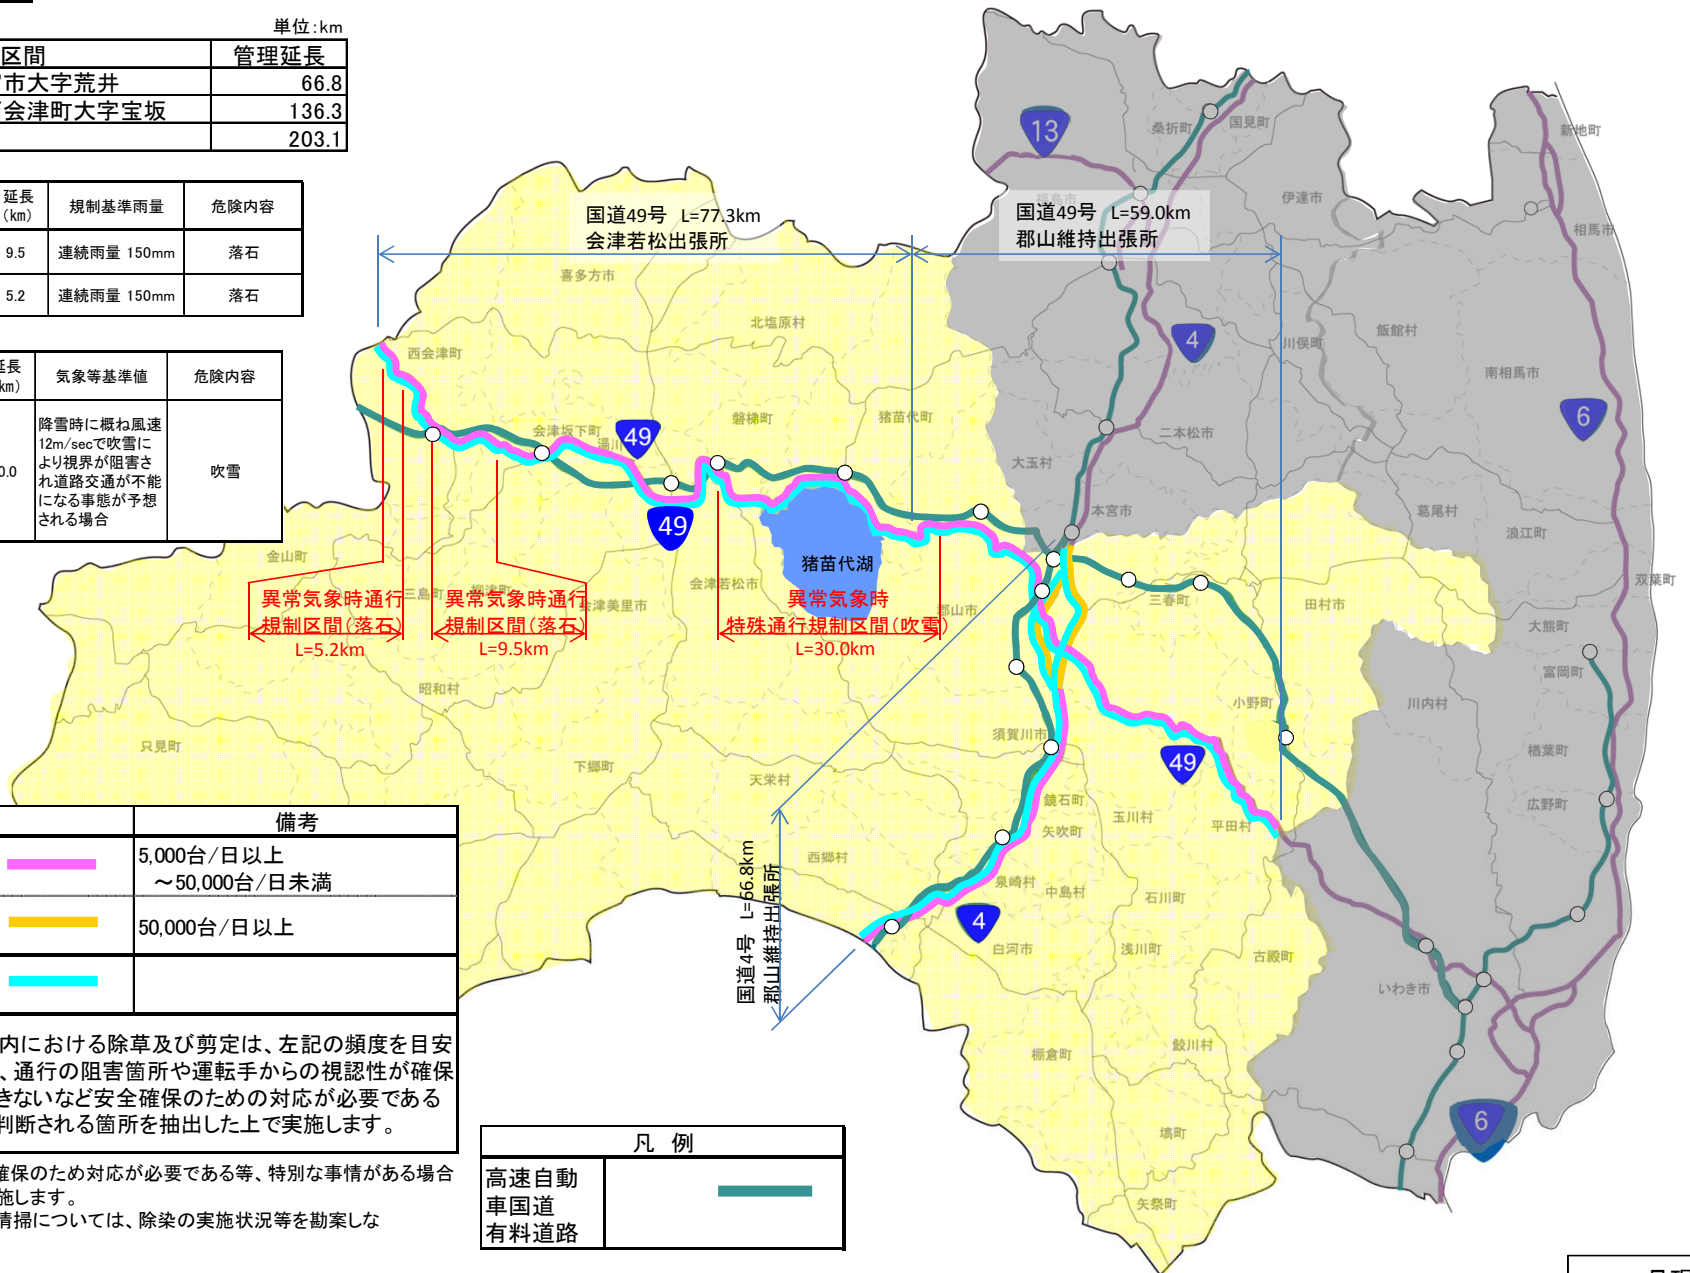 単位:km
区間 管理延長
市大字荒井 66.8
会津町大字宝坂 136.3
203.1
延長
(km) 規制基準雨量 危険内容
9.5 連続雨量 150mm 落石
5.2 連続雨量 150mm 落石
延長
(km) 気象等基準値 危険内容
降雪時に概ね風速
12m/secで吹雪に
より視界が阻害さ
れ道路交通が不能
になる事態が予想
される場合
0.0
吹雪
国道49号 L=77.3km
会津若松出張所
国道49号 L=59.0km
郡山維持出張所
13
桑折町
国見町
新地町
福島市
伊達市
相馬市
喜多方市
北塩原村
4
川俣町
飯館村
西会津町
南相馬市
磐梯町
猪苗代町
6
会津坂下町
湯川
49
二本松市
大玉村
本宮市
葛尾村
浪江町
49
金山町
猪苗代湖
双葉町
三島町
柳津町
会津美里市
会津若松市
郡山市
三春町
田村市
大熊町
異常気象時通行
規制区間(落石)
L=5.2km
異常気象時通行
規制区間(落石)
L=9.5km
異常気象時
特殊通行規制区間(吹雪)
L=30.0km
富岡町
昭和村
小野町
川内村
只見町
須賀川市
楢葉町
下郷町
天栄村
49
鏡石町
玉川村
広野町
矢吹町
平田村
西郷村
泉崎村
中島村
石川町
国道4号 L=66.8km
郡山維持出張所
4
白河市
浅川町
古殿町
いわき市
棚倉町
鮫川村
6
塙町
矢祭町
備考
5,000台/日以上
~50,000台/日未満
50,000台/日以上
内における除草及び剪定は、左記の頻度を目安
、通行の阻害箇所や運転手からの視認性が確保
きないなど安全確保のための対応が必要である
判断される箇所を抽出した上で実施します。
確保のため対応が必要である等、特別な事情がある場合
施します。
清掃については、除染の実施状況等を勘案しな
凡 例
高速自動
車国道
有料道路